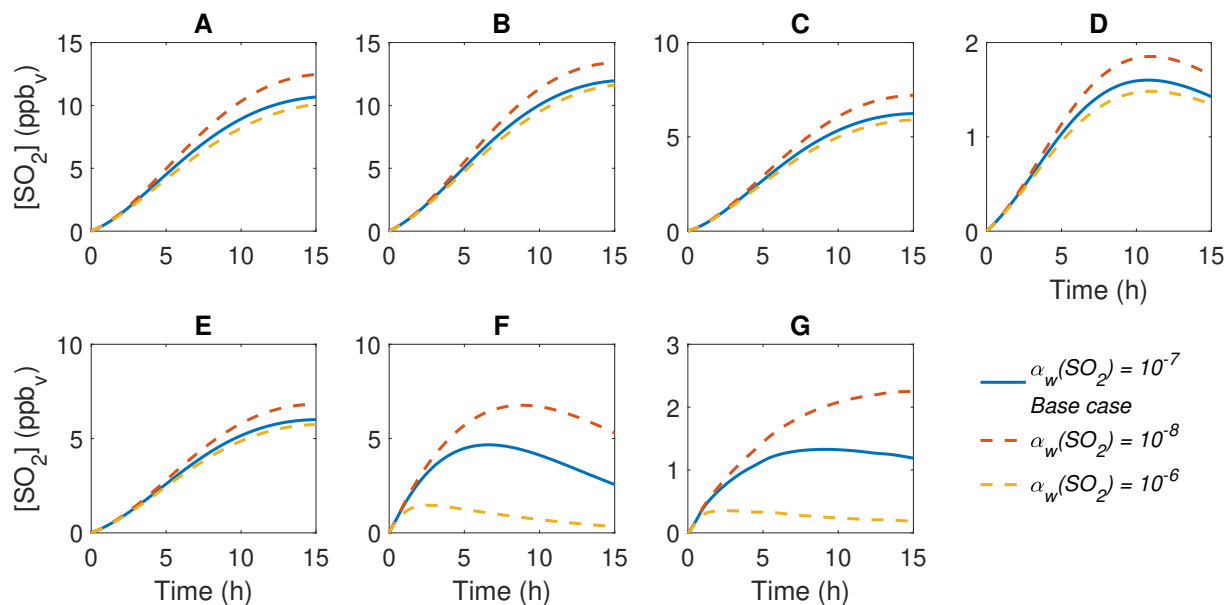 A B C D
[SO2] (ppbv)
15
10
5
0
0 5 10 15
15
10
5
0
0 5 10 15
10
5
0
0 5 10 15
2
1
0
0 5 10 15
Time (h)
E F G
[SO2] (ppbv)
10
5
0
0 5 10 15
Time (h)
10
5
0
0 5 10 15
Time (h)
3
2
1
0
0 5 10 15
Time (h)
αw(SO2) = 10-7
Base case
αw(SO2) = 10-8
αw(SO2) = 10-6